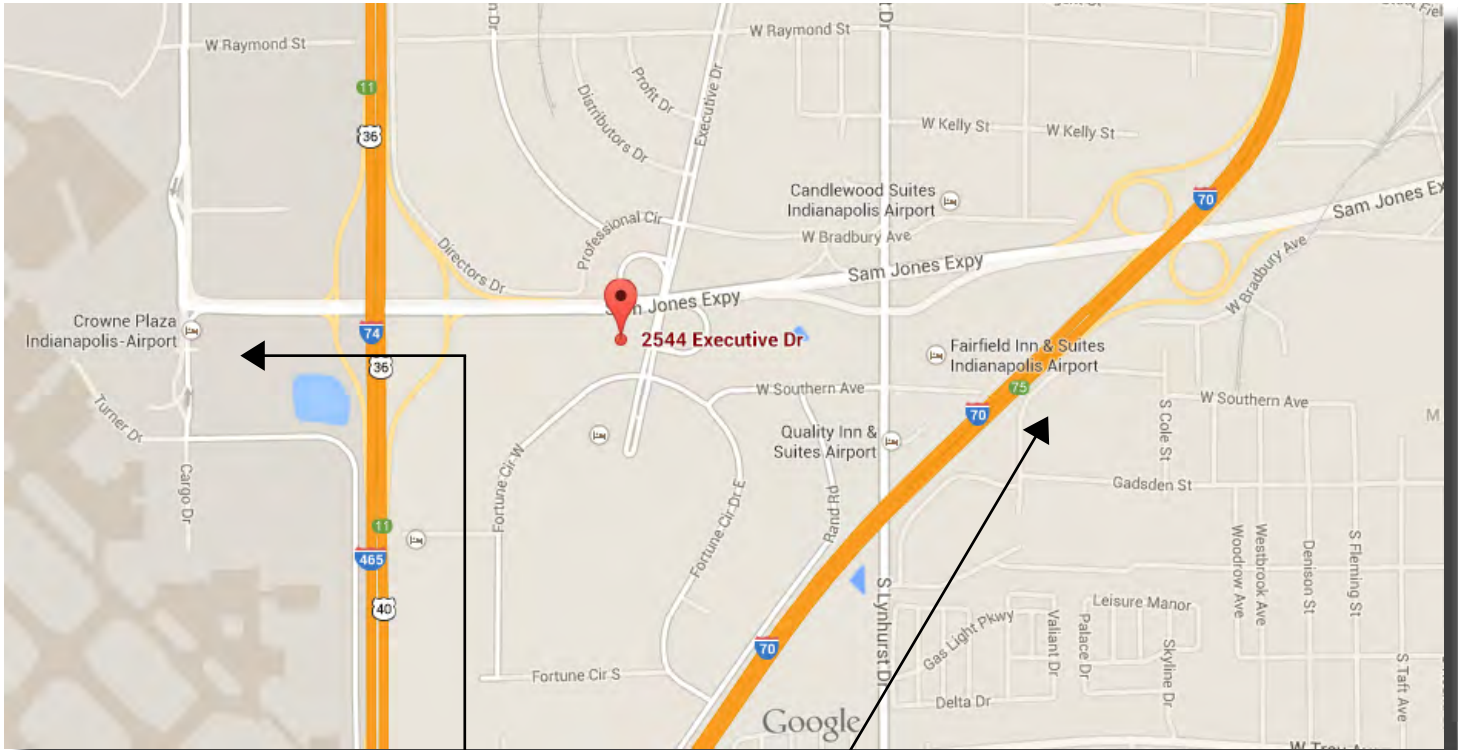 W Raymond St
n Dr
Executive Dr
W Raymond St
Dr
11
36
Profit Dr
Distributors Dr
W Kelly St
W Kelly St
Candlewood Suites
Indianapolis Airport
70
Sam Jones Ex
Professional Cir
W Bradbury Ave
Directors Dr
Sam Jones Expy
W Bradbury Ave
Jones Expy
Crowne Plaza
Indianapolis-Airport
74
36
2544 Executive Dr
Fairfield Inn & Suites
Indianapolis Airport
75
W Southern Ave
W Southern Ave
70
Turner Dr
Quality Inn &
Suites Airport
S Cole St
M
Cargo Dr
Fortune Cir W
Fortune Cir Dr E
Rand Rd
Gadsden St
11
465
40
S Lynhurst Dr
Woodrow Ave
Westbrook Ave
Denison St
S Fleming St
Leisure Manor
Gas Light Pkwy
Valiant Dr
Palace Dr
Skyline Dr
70
Fortune Cir S
Delta Dr
S Taft Ave
Google